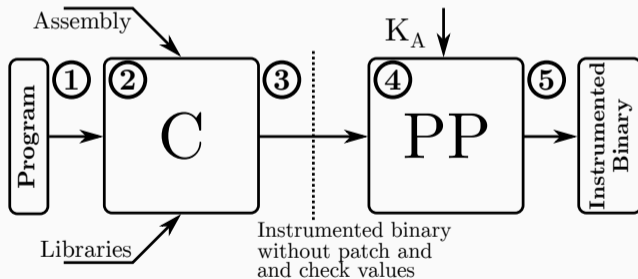 Assembly
K_A
Program
1
2
C
3
4
PP
5
Instrumented
Binary
Libraries
Instrumented binary
without patch and
and check values